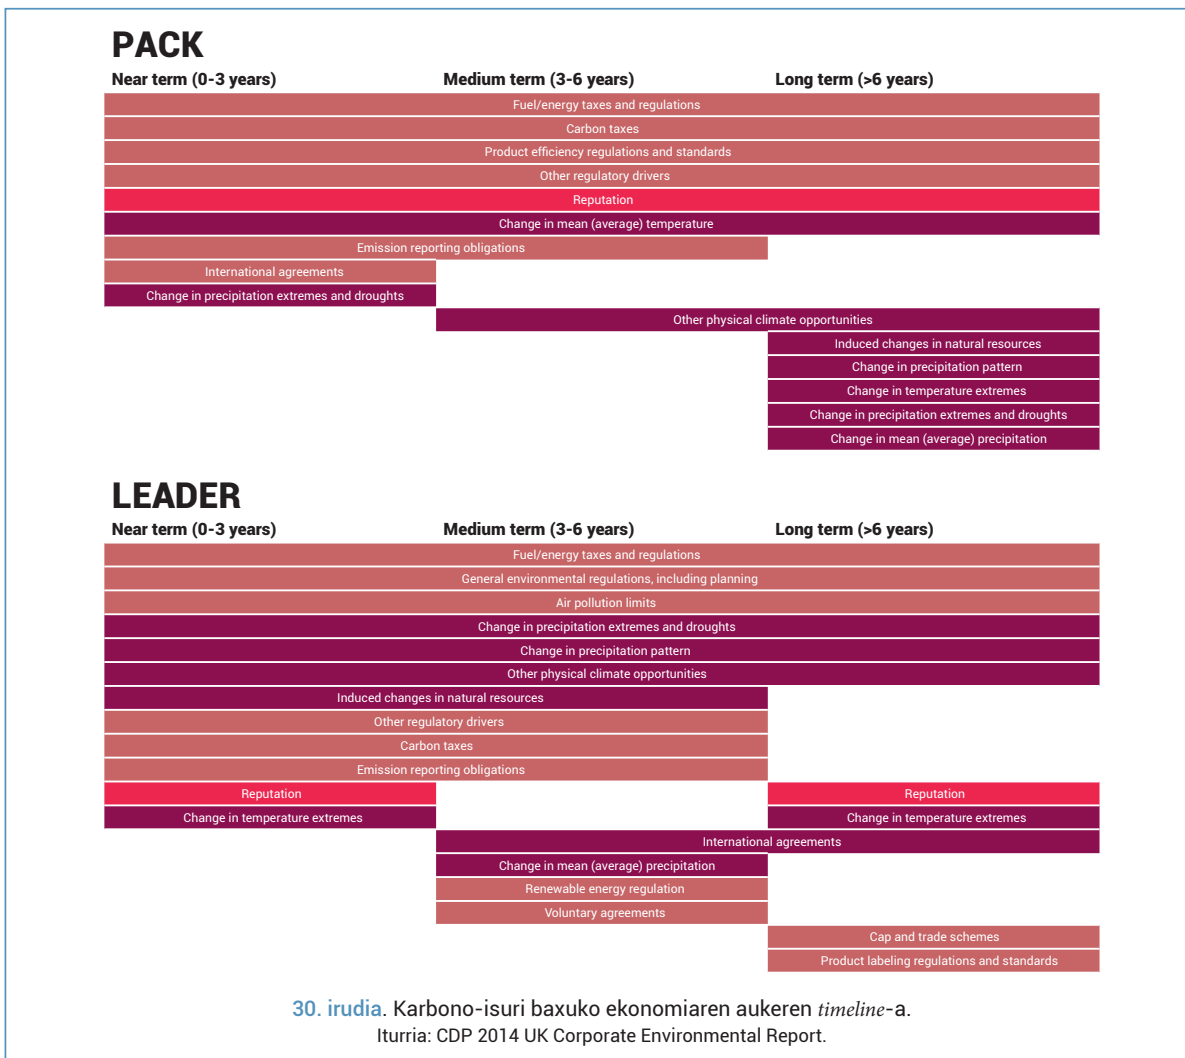 PACK
Near term (0-3 years) Medium term (3-6 years) Long term (>6 years)
Fuel/energy taxes and regulations
Carbon taxes
Product efficiency regulations and standards
Other regulatory drivers
Reputation
Change in mean (average) temperature
Emission reporting obligations
International agreements
Change in precipitation extremes and droughts
Other physical climate opportunities
Induced changes in natural resources
Change in precipitation pattern
Change in temperature extremes
Change in precipitation extremes and droughts
Change in mean (average) precipitation
LEADER
Near term (0-3 years) Medium term (3-6 years) Long term (>6 years)
Fuel/energy taxes and regulations
General environmental regulations, including planning
Air pollution limits
Change in precipitation extremes and droughts
Change in precipitation pattern
Other physical climate opportunities
Induced changes in natural resources
Other regulatory drivers
Carbon taxes
Emission reporting obligations
Reputation Reputation
Change in temperature extremes Change in temperature extremes
International agreements
Change in mean (average) precipitation
Renewable energy regulation
Voluntary agreements
Cap and trade schemes
Product labeling regulations and standards
30. irudia. Karbono-isuri baxuko ekonomiaren aukeren timeline-a.
Iturria: CDP 2014 UK Corporate Environmental Report.